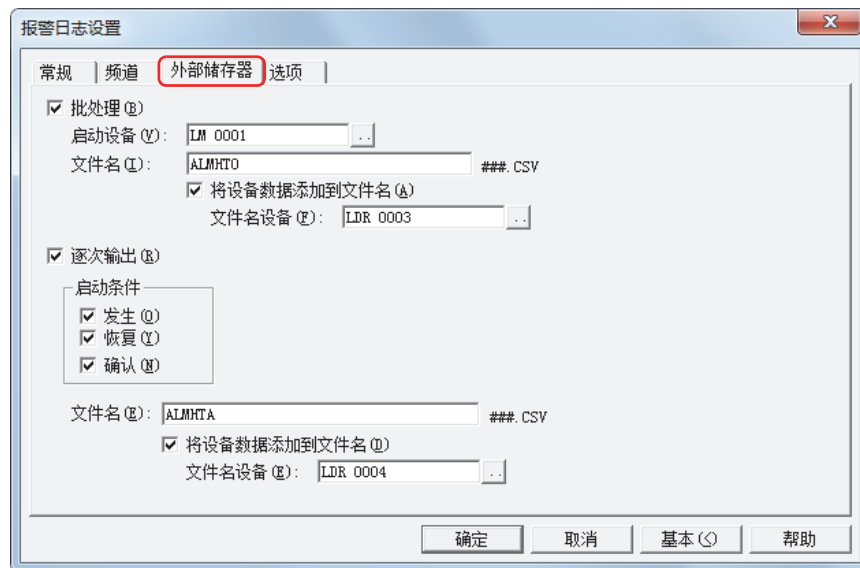 报警日志设置
常规 频道 外部储存器 选项
批处理(B)
启动设备(V): LM 0001 ..
文件名(I): ALMHT0 ###.CSV
将设备数据添加到文件名(A)
文件名设备(F): LDR 0003 ..
逐次输出(R)
启动条件
发生(O)
恢复(Y)
确认(N)
文件名(E): ALMHTA ###.CSV
将设备数据添加到文件名(D)
文件名设备(E): LDR 0004 ..
确定 取消 基本(<) 帮助